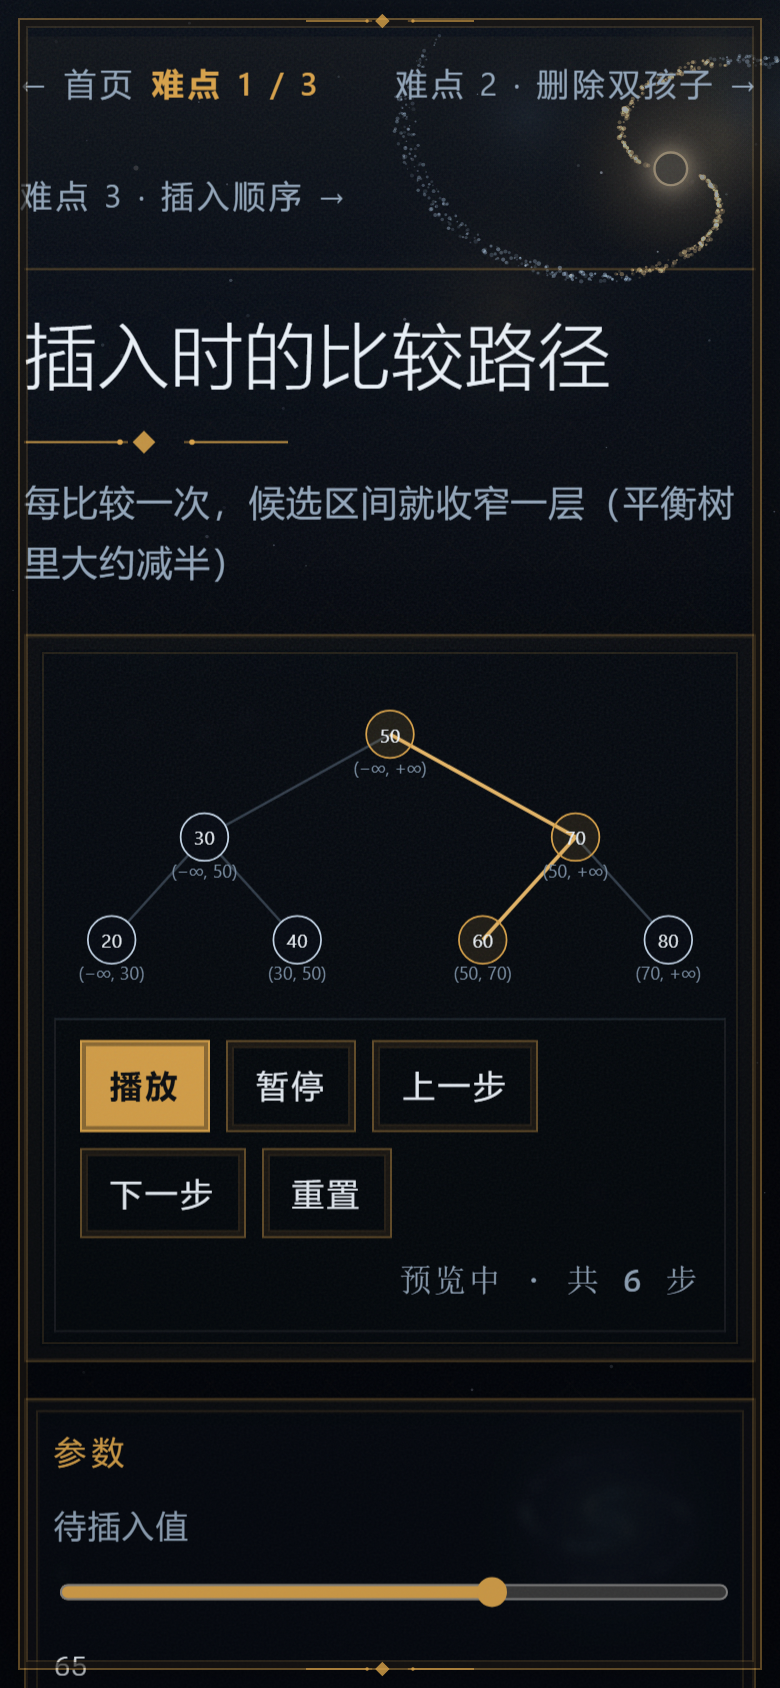 ← 首页 难点 1 / 3 难点 2 · 删除双孩子 →
难点 3 · 插入顺序 →
插入时的比较路径
每比较一次，候选区间就收窄一层（平衡树
里大约减半）
50
(−∞, +∞)
30 70
(−∞, 50) (50, +∞)
20 40 60 80
(−∞, 30) (30, 50) (50, 70) (70, +∞)
播放 暂停 上一步
下一步 重置
预览中 · 共 6 步
参数
待插入值
65